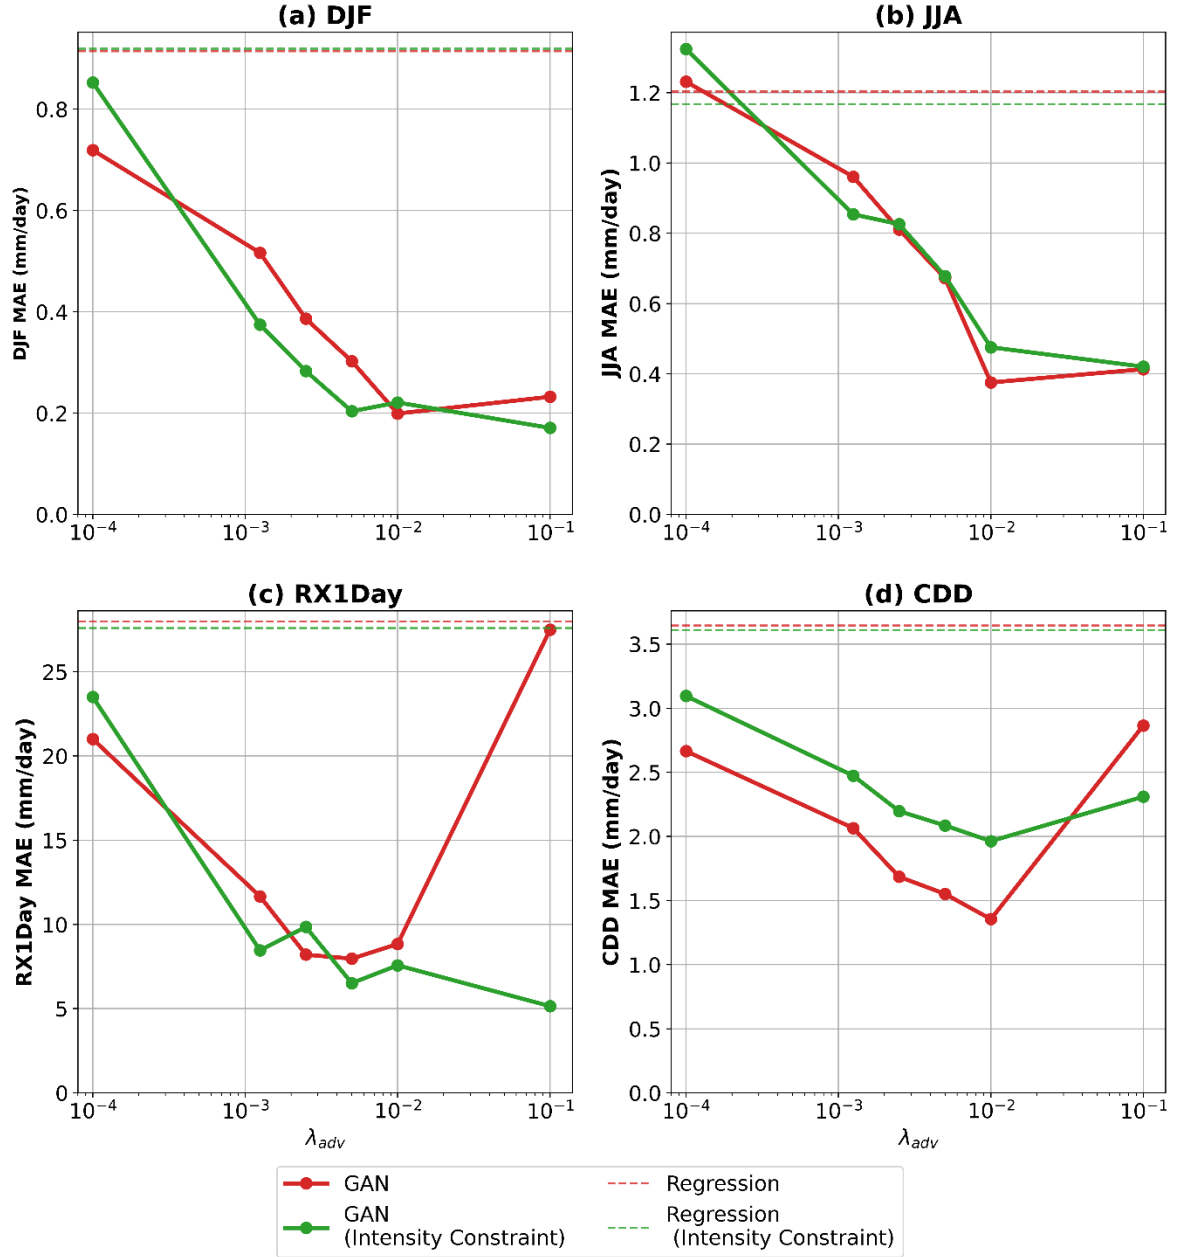 (a) DJF
DJF MAE (mm/day)
0.8
0.6
0.4
0.2
0.0
10⁻⁴ 10⁻³ 10⁻² 10⁻¹
(b) JJA
JJA MAE (mm/day)
1.2
1.0
0.8
0.6
0.4
0.2
0.0
10⁻⁴ 10⁻³ 10⁻² 10⁻¹
(c) RX1Day
RX1Day MAE (mm/day)
25
20
15
10
5
0
10⁻⁴ 10⁻³ 10⁻² 10⁻¹
λadv
(d) CDD
CDD MAE (mm/day)
3.5
3.0
2.5
2.0
1.5
1.0
0.5
0.0
10⁻⁴ 10⁻³ 10⁻² 10⁻¹
λadv
GAN
GAN
(Intensity Constraint)
Regression
Regression
(Intensity Constraint)